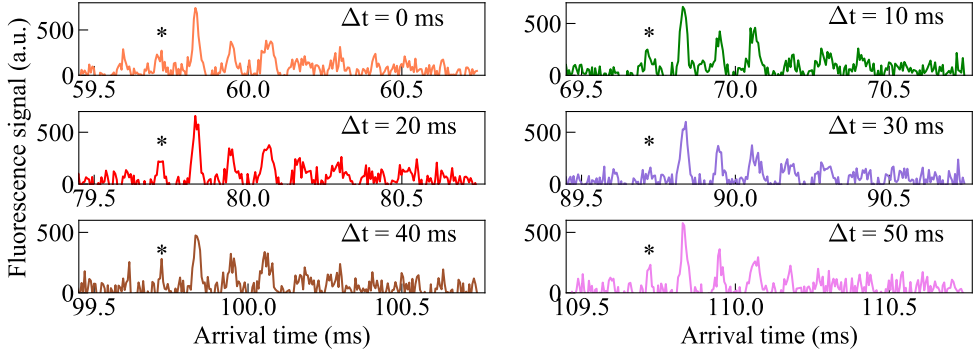 Δt = 0 ms
Δt = 10 ms
500
*
500
*
0
0
59.5 60.0 60.5
69.5 70.0 70.5
Δt = 20 ms
Δt = 30 ms
500
*
500
*
0
0
79.5 80.0 80.5
89.5 90.0 90.5
Δt = 40 ms
Δt = 50 ms
500
*
500
*
0
0
99.5 100.0 100.5
109.5 110.0 110.5
Arrival time (ms)
Arrival time (ms)
Fluorescence signal (a.u.)